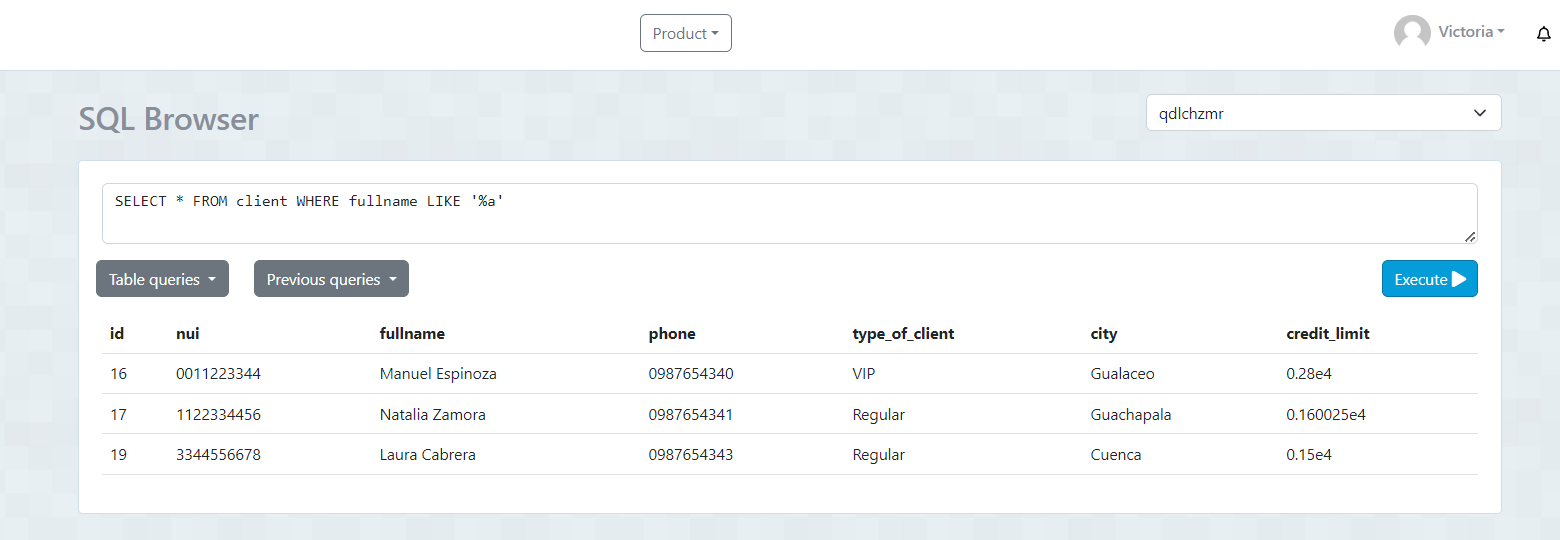 Product
Victoria
SQL Browser
qdlchzmr
SELECT * FROM client WHERE fullname LIKE '%a'
Table queries
Previous queries
Execute
id nui fullname phone type_of_client city credit_limit
16 0011223344 Manuel Espinoza 0987654340 VIP Gualaceo 0.28e4
17 1122334456 Natalia Zamora 0987654341 Regular Guachapala 0.160025e4
19 3344556678 Laura Cabrera 0987654343 Regular Cuenca 0.15e4